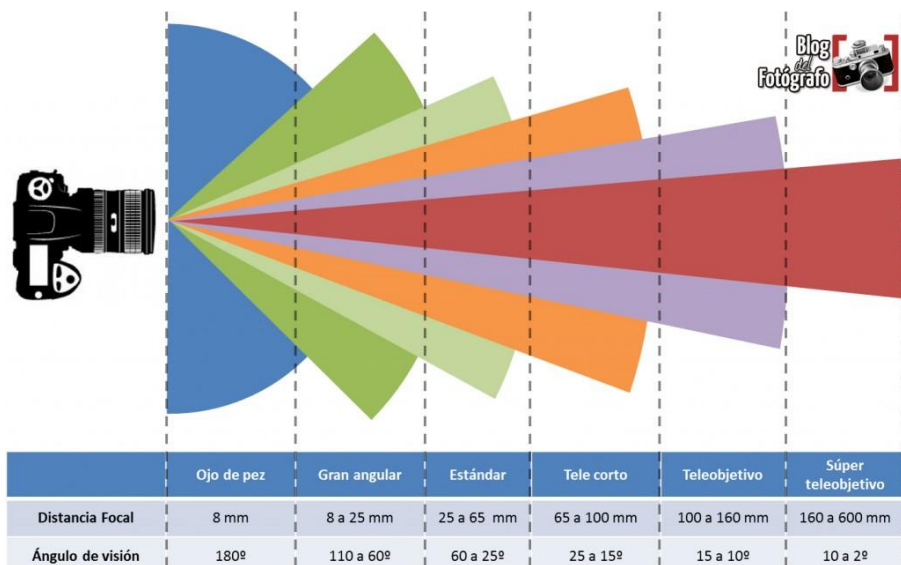 Blog
del
Fotógrafo
Ojo de pez Gran angular Estándar Tele corto Teleobjetivo Súper
teleobjetivo
Distancia Focal 8 mm 8 a 25 mm 25 a 65 mm 65 a 100 mm 100 a 160 mm 160 a 600 mm
Ángulo de visión 180º 110 a 60º 60 a 25º 25 a 15º 15 a 10º 10 a 2º